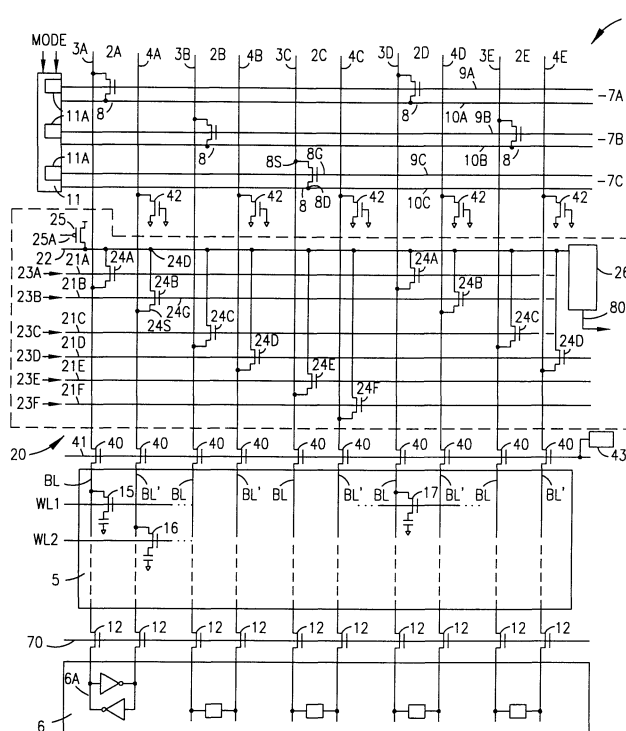 MODE 3A 2A 4A 3B 2B 4B 3C 2C 4C 3D 2D 4D 3E 2E 4E
9A
-7A
8 8 10A
11A
9B
-7B
8 10B 8
11A
8S 8G 9C
-7C
11 8 8D 10C
42 42 42 42 42
25
25A
22
24A 24D 24A 26
21A
23A
21B
23B 24B 24G 24B
24S 80
21C
23C 24C 24C
21D
23D 24D 24D
21E
23E 24E
21F
23F 24F
20 41 40 40 40 40 40 40 40 40 40 40 43
BL BL' BL BL' BL BL' BL BL' BL BL'
15 17
WL1
16
WL2
5
12 12 12 12 12 12 12 12 12 12
70
6A
6